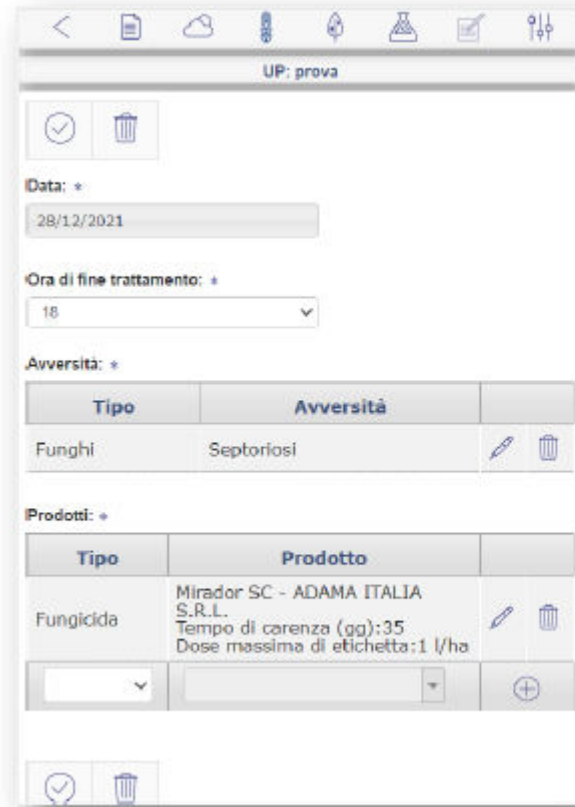 UP: prova
Data: *
28/12/2021
Ora di fine trattamento: *
18
Avversità: *
Tipo Avversità
Funghi Septoriosi
Prodotti: *
Tipo Prodotto
Fungicida
Mirador SC - ADAMA ITALIA
S.R.L.
Tempo di carenza (gg):35
Dose massima di etichetta:1 l/ha